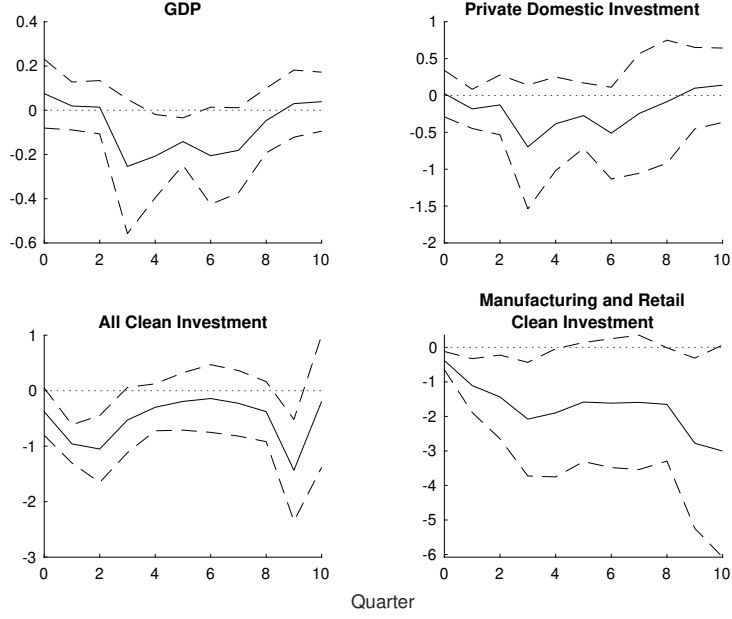 GDP
0.4
0.2
0
-0.2
-0.4
-0.6
0 2 4 6 8 10
Private Domestic Investment
1
0.5
0
-0.5
-1
-1.5
-2
0 2 4 6 8 10
All Clean Investment
1
0
-1
-2
-3
0 2 4 6 8 10
Manufacturing and Retail
Clean Investment
0
-1
-2
-3
-4
-5
-6
0 2 4 6 8 10
Quarter